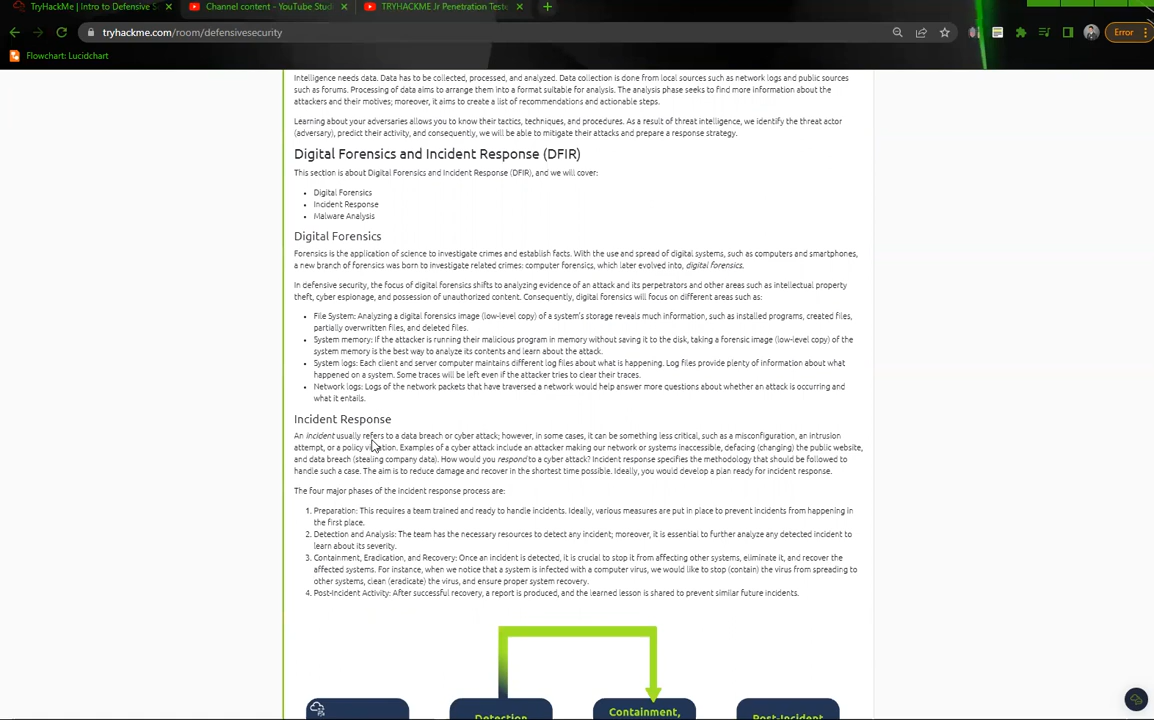 TryHackMe | Intro to Defensive S
Channel content - YouTube Stud
TRYHACKME Jr Penetration Teste
tryhackme.com/room/defensivesecurity
Error
Flowchart: Lucidchart
Intelligence needs data. Data has to be collected, processed, and analyzed. Data collection is done from local sources such as network logs and public sources
such as forums. Processing of data aims to arrange them into a format suitable for analysis. The analysis phase seeks to find more information about the
attackers and their motives; moreover, it aims to create a list of recommendations and actionable steps.
Learning about your adversaries allows you to know their tactics, techniques, and procedures. As a result of threat intelligence, we identify the threat actor
(adversary), predict their activity, and consequently, we will be able to mitigate their attacks and prepare a response strategy.
Digital Forensics and Incident Response (DFIR)
This section is about Digital Forensics and Incident Response (DFIR), and we will cover:
• Digital Forensics
• Incident Response
• Malware Analysis
Digital Forensics
Forensics is the application of science to investigate crimes and establish facts. With the use and spread of digital systems, such as computers and smartphones,
a new branch of forensics was born to investigate related crimes: computer forensics, which later evolved into, digital forensics.
In defensive security, the focus of digital forensics shifts to analyzing evidence of an attack and its perpetrators and other areas such as intellectual property
theft, cyber espionage, and possession of unauthorized content. Consequently, digital forensics will focus on different areas such as:
• File System: Analyzing a digital forensics image (low-level copy) of a system's storage reveals much information, such as installed programs, created files,
partially overwritten files, and deleted files.
• System memory: If the attacker is running their malicious program in memory without saving it to the disk, taking a forensic image (low-level copy) of the
system memory is the best way to analyze its contents and learn about the attack.
• System logs: Each client and server computer maintains different log files about what is happening. Log files provide plenty of information about what
happened on a system. Some traces will be left even if the attacker tries to clear their traces.
• Network logs: Logs of the network packets that have traversed a network would help answer more questions about whether an attack is occurring and
what it entails.
Incident Response
An incident usually refers to a data breach or cyber attack; however, in some cases, it can be something less critical, such as a misconfiguration, an intrusion
attempt, or a policy violation. Examples of a cyber attack include an attacker making our network or systems inaccessible, defacing (changing) the public website,
and data breach (stealing company data). How would you respond to a cyber attack? Incident response specifies the methodology that should be followed to
handle such a case. The aim is to reduce damage and recover in the shortest time possible. Ideally, you would develop a plan ready for incident response.
The four major phases of the incident response process are:
1. Preparation: This requires a team trained and ready to handle incidents. Ideally, various measures are put in place to prevent incidents from happening in
the first place.
2. Detection and Analysis: The team has the necessary resources to detect any incident; moreover, it is essential to further analyze any detected incident to
learn about its severity.
3. Containment, Eradication, and Recovery: Once an incident is detected, it is crucial to stop it from affecting other systems, eliminate it, and recover the
affected systems. For instance, when we notice that a system is infected with a computer virus, we would like to stop (contain) the virus from spreading to
other systems, clean (eradicate) the virus, and ensure proper system recovery.
4. Post-Incident Activity: After successful recovery, a report is produced, and the learned lesson is shared to prevent similar future incidents.
Detection
Containment,
Post-Incident